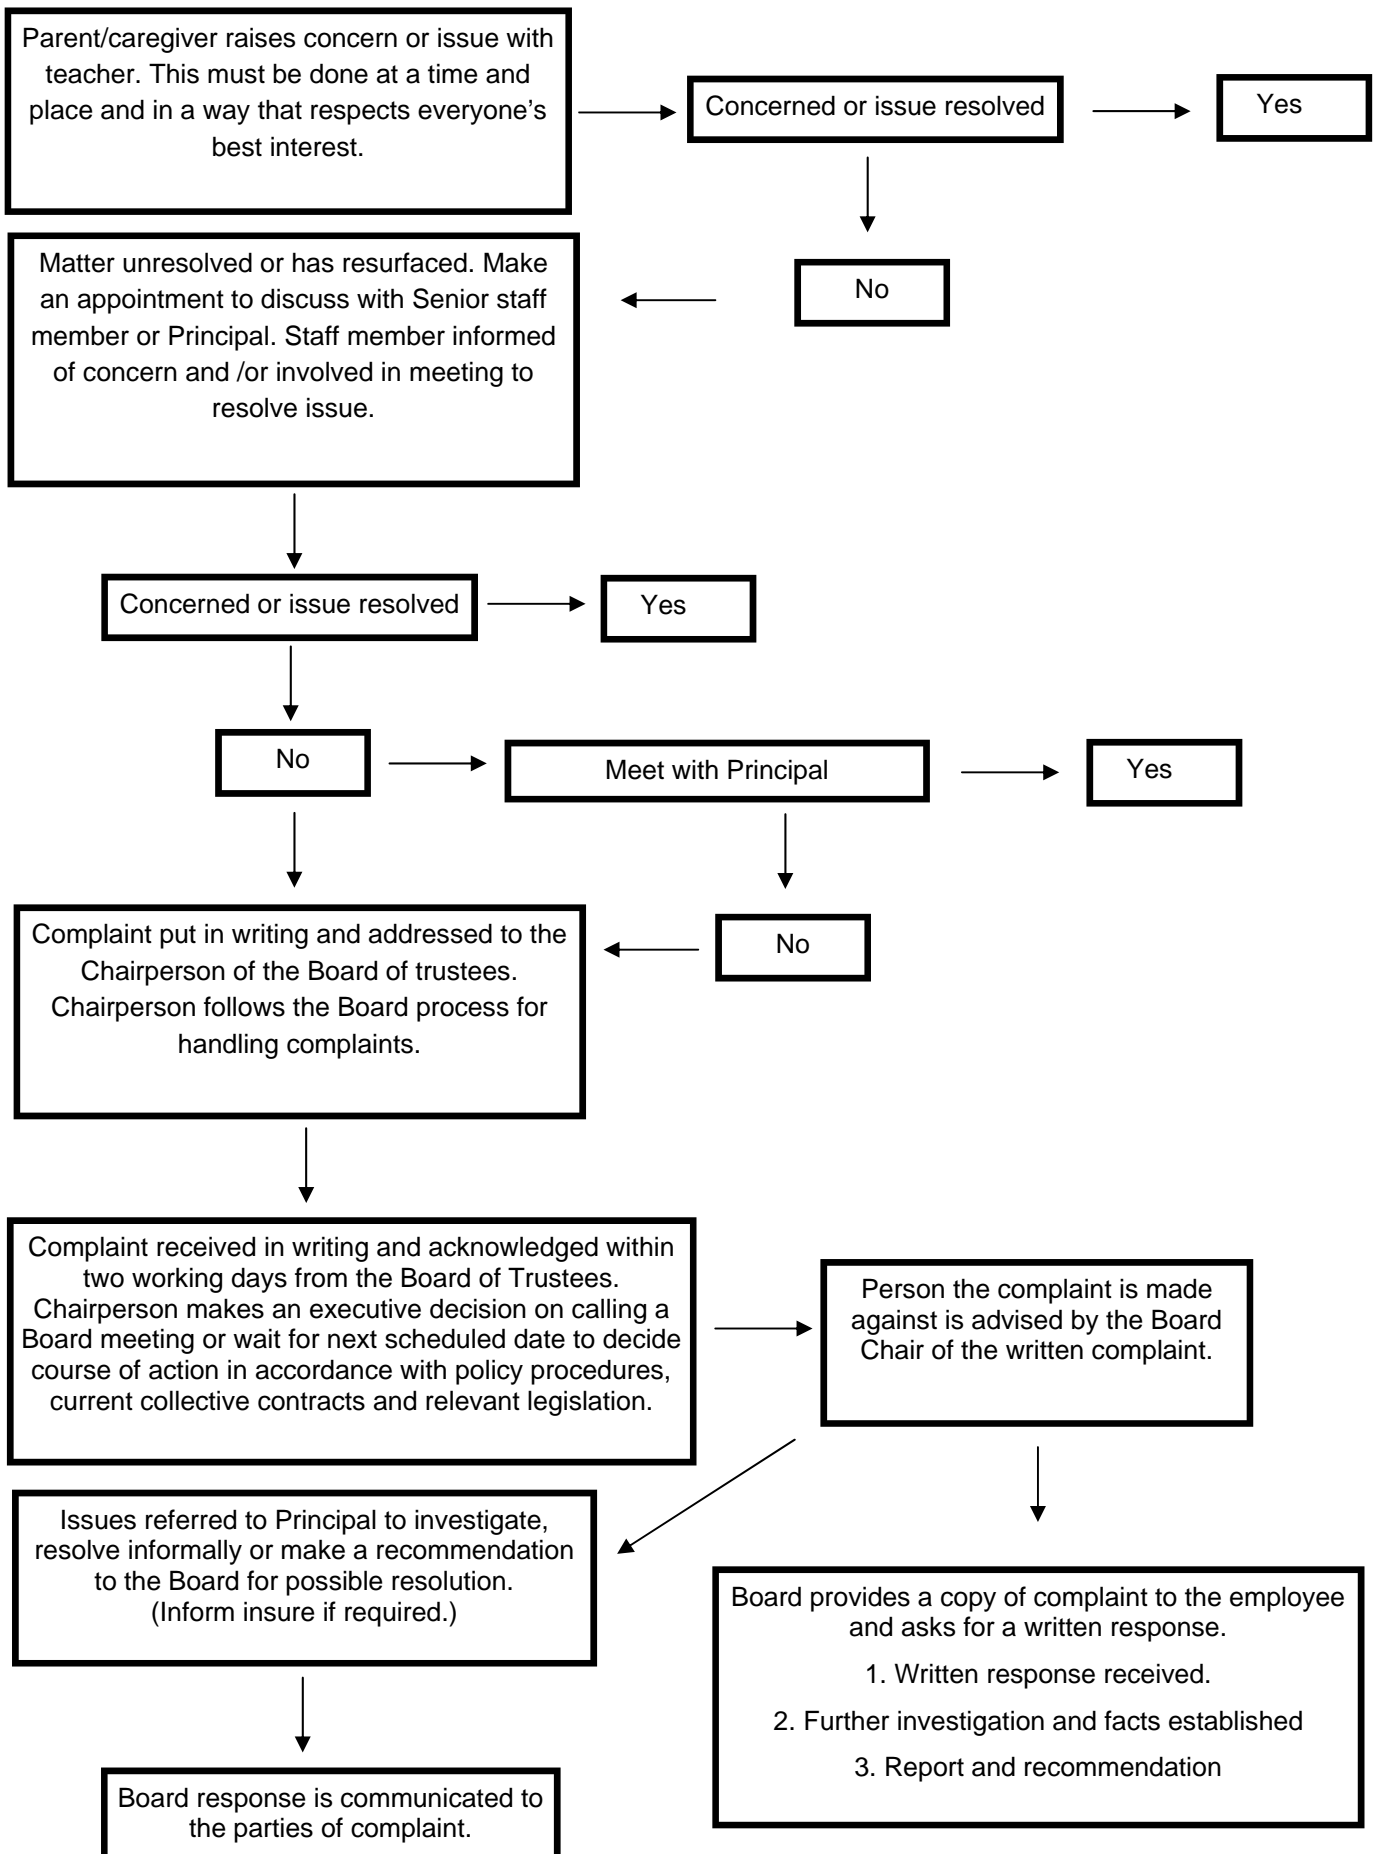 Parent/caregiver raises concern or issue with
teacher. This must be done at a time and
place and in a way that respects everyone’s
best interest.
Concerned or issue resolved
Yes
No
Matter unresolved or has resurfaced. Make
an appointment to discuss with Senior staff
member or Principal. Staff member informed
of concern and /or involved in meeting to
resolve issue.
Concerned or issue resolved
Yes
No
Meet with Principal
Yes
No
Complaint put in writing and addressed to the
Chairperson of the Board of trustees.
Chairperson follows the Board process for
handling complaints.
Complaint received in writing and acknowledged within
two working days from the Board of Trustees.
Chairperson makes an executive decision on calling a
Board meeting or wait for next scheduled date to decide
course of action in accordance with policy procedures,
current collective contracts and relevant legislation.
Person the complaint is made
against is advised by the Board
Chair of the written complaint.
Issues referred to Principal to investigate,
resolve informally or make a recommendation
to the Board for possible resolution.
(Inform insure if required.)
Board provides a copy of complaint to the employee
and asks for a written response.
1. Written response received.
2. Further investigation and facts established
3. Report and recommendation
Board response is communicated to
the parties of complaint.